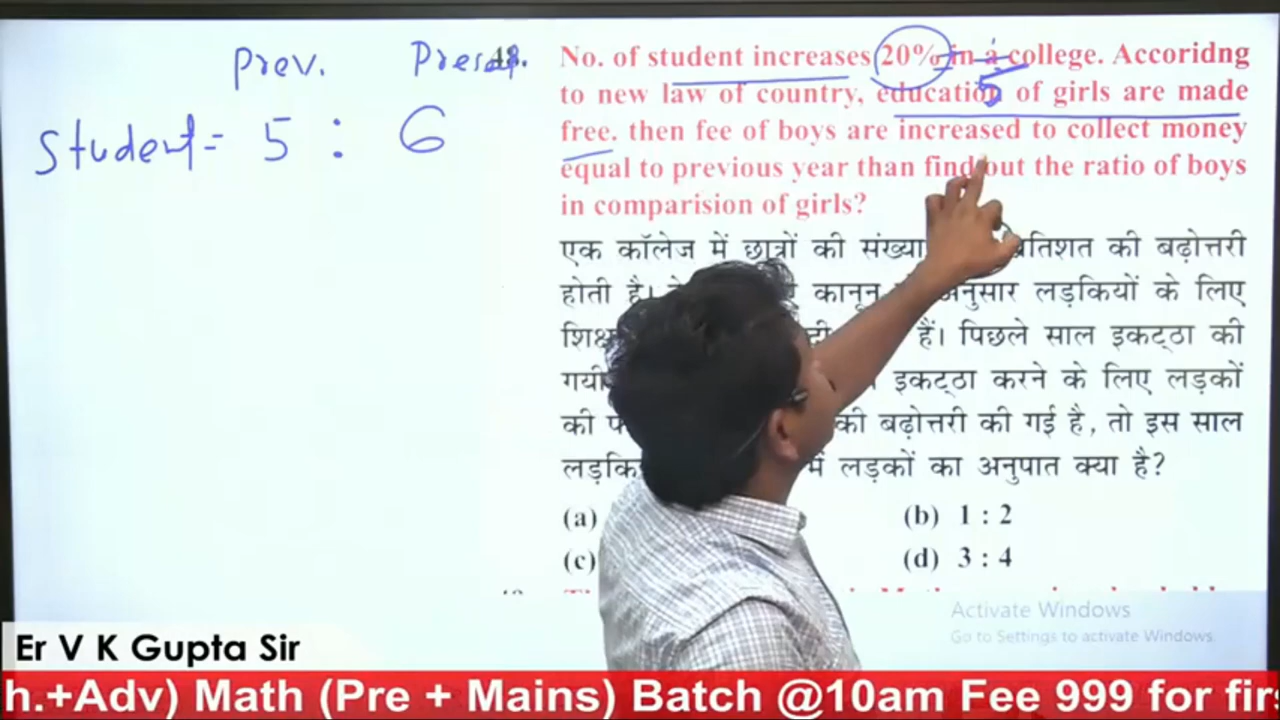 Prev. Present.
Student = 5 : 6
48. No. of student increases 20% in a college. Accoridng
to new law of country, education of girls are made
free. then fee of boys are increased to collect money
equal to previous year than find out the ratio of boys
in comparision of girls?
एक कॉलेज में छात्रों की संख्या प्रतिशत की बढ़ोत्तरी
होती है। कानून अनुसार लड़कियों के लिए
हैं। पिछले साल इकट्ठा की
इकट्ठा करने के लिए लड़कों
की की बढ़ोत्तरी की गई है, तो इस साल
में लड़कों का अनुपात क्या है?
(a) (b) 1 : 2
(c) (d) 3 : 4
5
Activate Windows
Go to Settings to activate Windows.
Er V K Gupta Sir
h.+Adv) Math (Pre + Mains) Batch @10am Fee 999 for firs